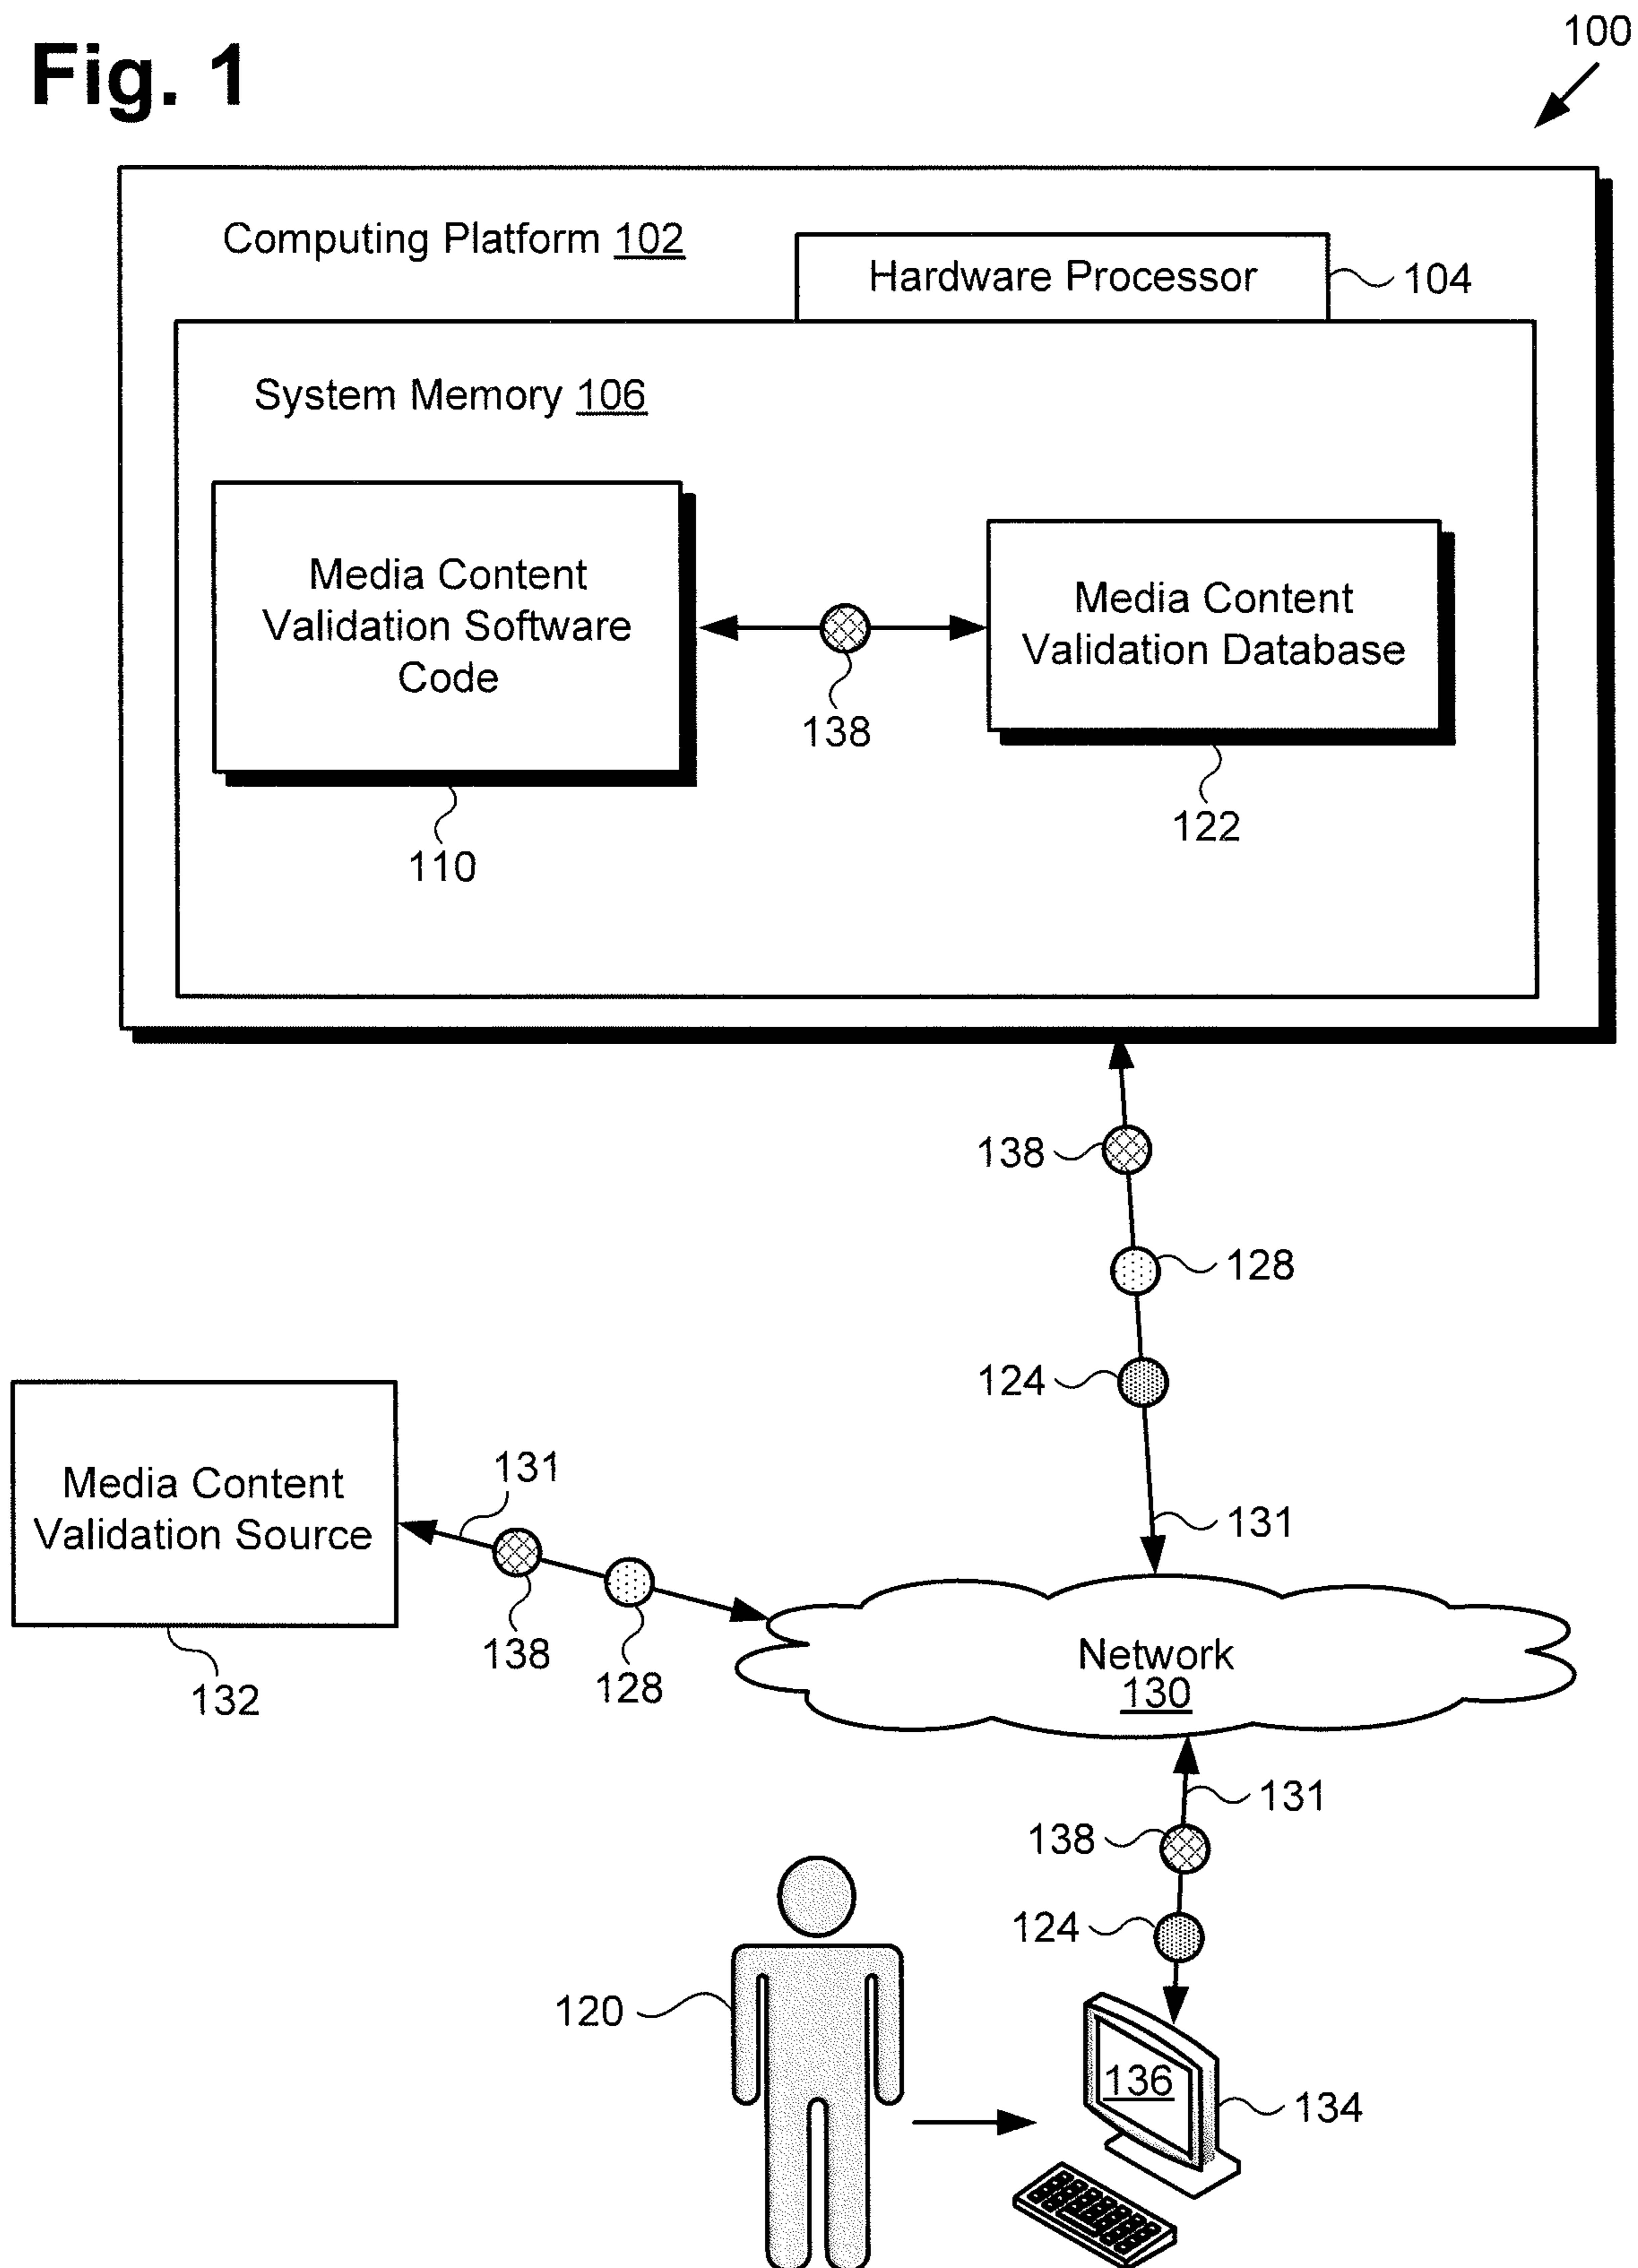 Fig. 1
100
Computing Platform 102
Hardware Processor
104
System Memory 106
Media Content
Validation Software
Code
110
138
Media Content
Validation Database
122
138
128
124
131
Media Content
Validation Source
132
131
138
128
Network
130
131
138
124
120
136
134